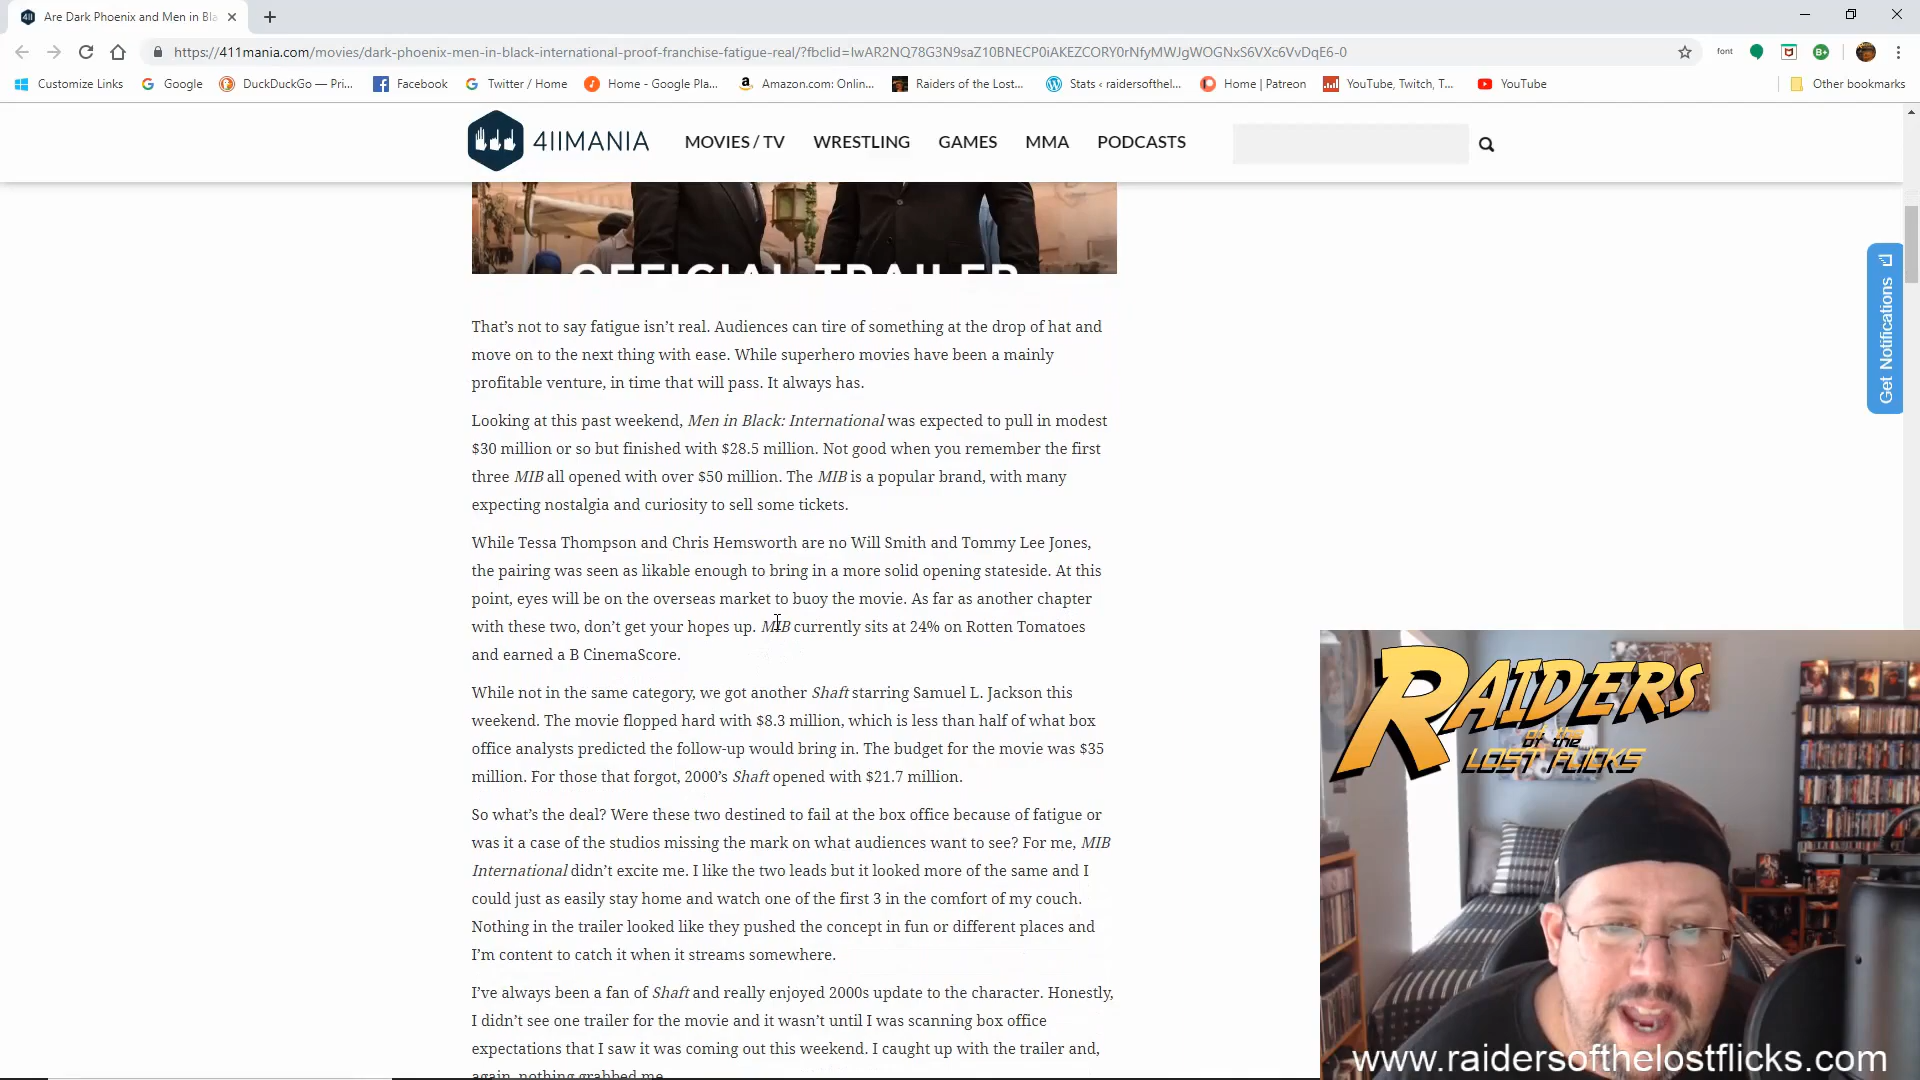 Are Dark Phoenix and Men in Bla
https://411mania.com/movies/dark-phoenix-men-in-black-international-proof-franchise-fatigue-real/?fbclid=IwAR2NQ78G3N9saZ10BNECP0iAKEZCORY0rNfyMWJgWOGNxS6VXc6VvDqE6-0
font
Customize Links Google DuckDuckGo — Pri... Facebook Twitter / Home Home - Google Pla... Amazon.com: Onlin... Raiders of the Lost... Stats ‹ raidersofthel... Home | Patreon YouTube, Twitch, T... YouTube Other bookmarks
411MANIA MOVIES / TV WRESTLING GAMES MMA PODCASTS
OFFICIAL TRAILER
Get Notifications
That’s not to say fatigue isn’t real. Audiences can tire of something at the drop of hat and
move on to the next thing with ease. While superhero movies have been a mainly
profitable venture, in time that will pass. It always has.
Looking at this past weekend, Men in Black: International was expected to pull in modest
$30 million or so but finished with $28.5 million. Not good when you remember the first
three MIB all opened with over $50 million. The MIB is a popular brand, with many
expecting nostalgia and curiosity to sell some tickets.
While Tessa Thompson and Chris Hemsworth are no Will Smith and Tommy Lee Jones,
the pairing was seen as likable enough to bring in a more solid opening stateside. At this
point, eyes will be on the overseas market to buoy the movie. As far as another chapter
with these two, don’t get your hopes up. MIB currently sits at 24% on Rotten Tomatoes
and earned a B CinemaScore.
While not in the same category, we got another Shaft starring Samuel L. Jackson this
weekend. The movie flopped hard with $8.3 million, which is less than half of what box
office analysts predicted the follow-up would bring in. The budget for the movie was $35
million. For those that forgot, 2000’s Shaft opened with $21.7 million.
So what’s the deal? Were these two destined to fail at the box office because of fatigue or
was it a case of the studios missing the mark on what audiences want to see? For me, MIB
International didn’t excite me. I like the two leads but it looked more of the same and I
could just as easily stay home and watch one of the first 3 in the comfort of my couch.
Nothing in the trailer looked like they pushed the concept in fun or different places and
I’m content to catch it when it streams somewhere.
I’ve always been a fan of Shaft and really enjoyed 2000s update to the character. Honestly,
I didn’t see one trailer for the movie and it wasn’t until I was scanning box office
expectations that I saw it was coming out this weekend. I caught up with the trailer and,
again, nothing grabbed me.
RAIDERS
of the
LOST FLICKS
www.raidersofthelostflicks.com